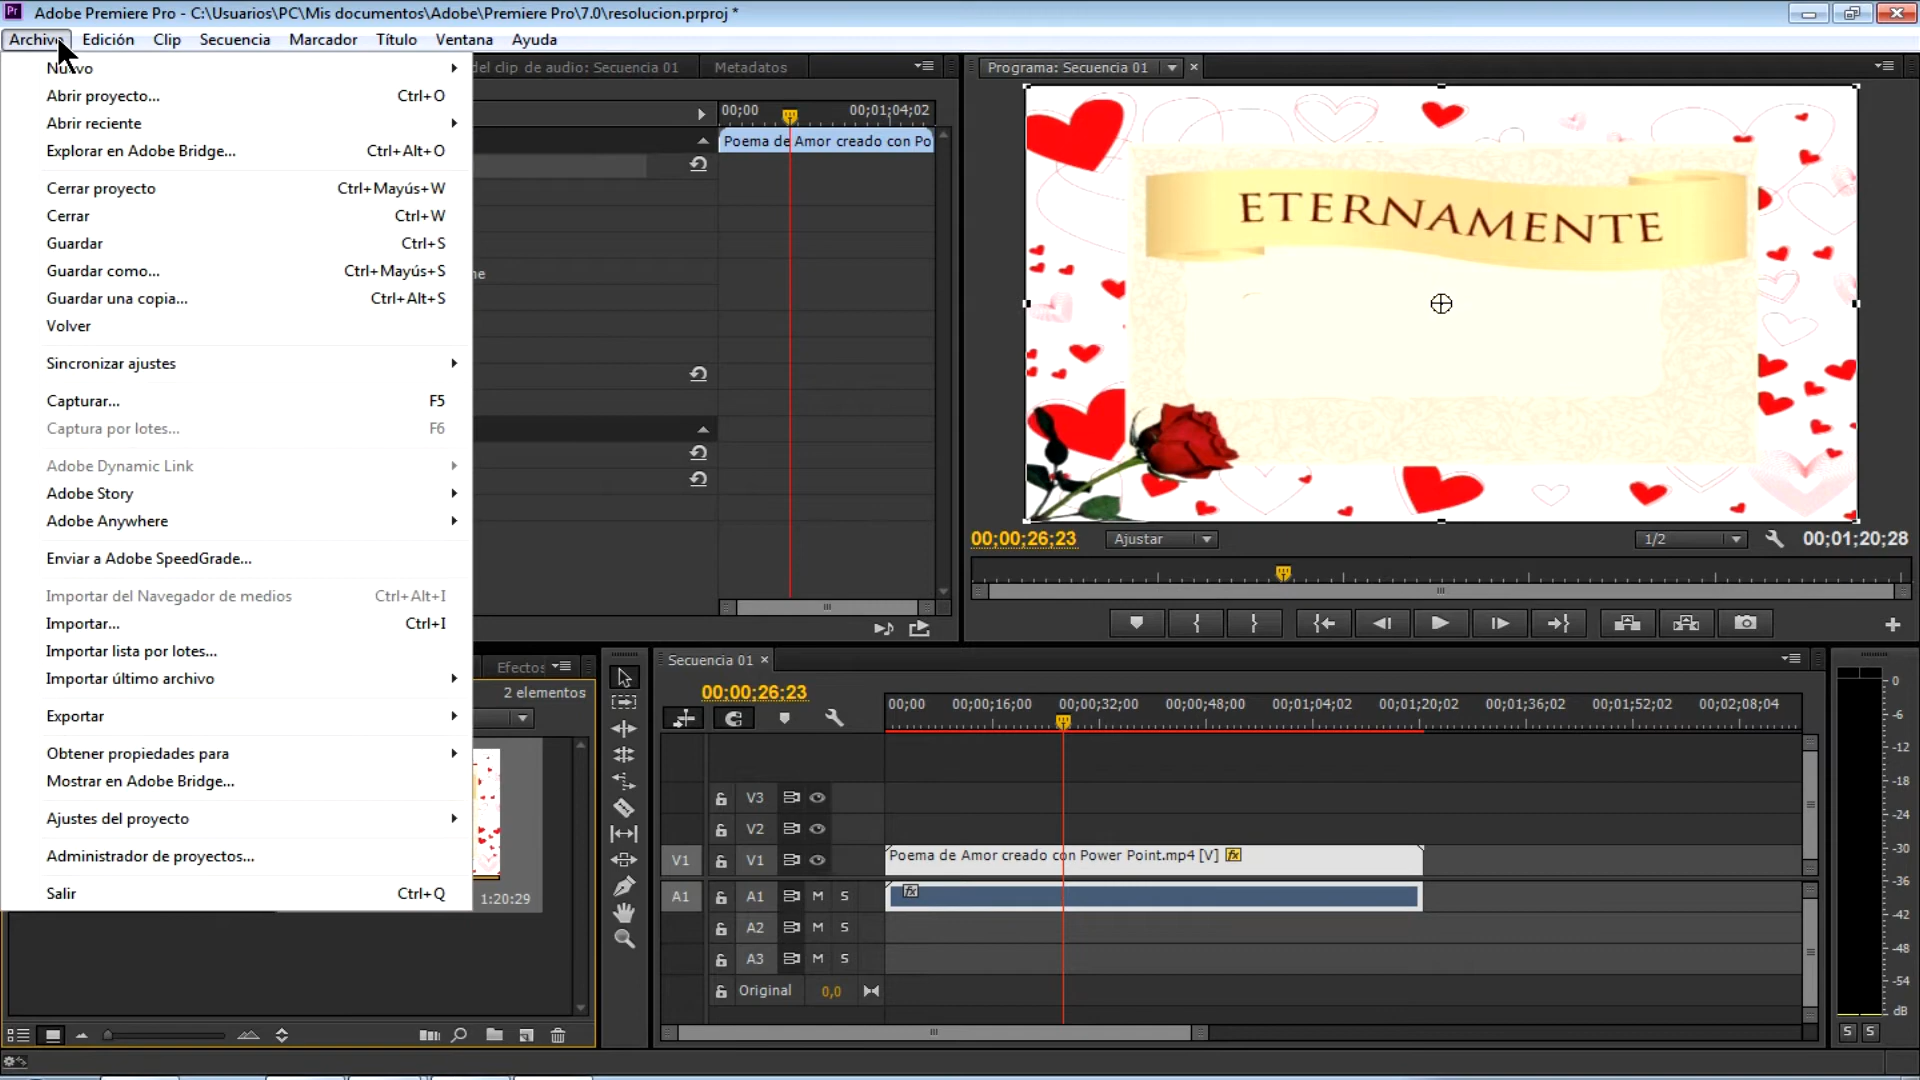 Adobe Premiere Pro - C:\Usuarios\PC\Mis documentos\Adobe\Premiere Pro\7.0\resolucion.prproj *
Archivo Edición Clip Secuencia Marcador Título Ventana Ayuda
Nuevo
Abrir proyecto... Ctrl+O
Abrir reciente
Explorar en Adobe Bridge... Ctrl+Alt+O
Cerrar proyecto Ctrl+Mayús+W
Cerrar Ctrl+W
Guardar Ctrl+S
Guardar como... Ctrl+Mayús+S
Guardar una copia... Ctrl+Alt+S
Volver
Sincronizar ajustes
Capturar... F5
Captura por lotes... F6
Adobe Dynamic Link
Adobe Story
Adobe Anywhere
Enviar a Adobe SpeedGrade...
Importar del Navegador de medios Ctrl+Alt+I
Importar... Ctrl+I
Importar lista por lotes...
Importar último archivo
Exportar
Obtener propiedades para
Mostrar en Adobe Bridge...
Ajustes del proyecto
Administrador de proyectos...
Salir Ctrl+Q
del clip de audio: Secuencia 01 Metadatos
00;00 00;01;04;02
Poema de Amor creado con Po
ne
Programa: Secuencia 01
ETERNAMENTE
00;00;26;23 Ajustar 1/2 00;01;20;28
Efectos
2 elementos
1:20:29
Secuencia 01
00;00;26;23
00;00 00;00;16;00 00;00;32;00 00;00;48;00 00;01;04;02 00;01;20;02 00;01;36;02 00;01;52;02 00;02;08;04
V3
V2
V1 V1 Poema de Amor creado con Power Point.mp4 [V] fx
A1 A1 M S fx
A2 M S
A3 M S
Original 0,0
0
-6
-12
-18
-24
-30
-36
-42
-48
-54
dB
S S